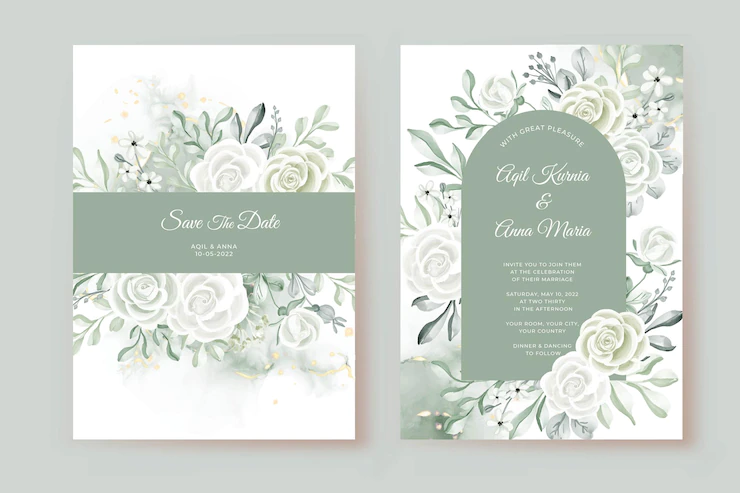 Save The Date
AQIL & ANNA
10-05-2022
WITH GREAT PLEASURE
Aqil Kurnia
&
Anna Maria
INVITE YOU TO JOIN THEM
AT THE CELEBRATION
OF THEIR MARRIAGE
SATURDAY, MAY 10, 2022
AT TWO THIRTY
IN THE AFTERNOON
YOUR ROOM, YOUR CITY,
YOUR COUNTRY
DINNER & DANCING
TO FOLLOW